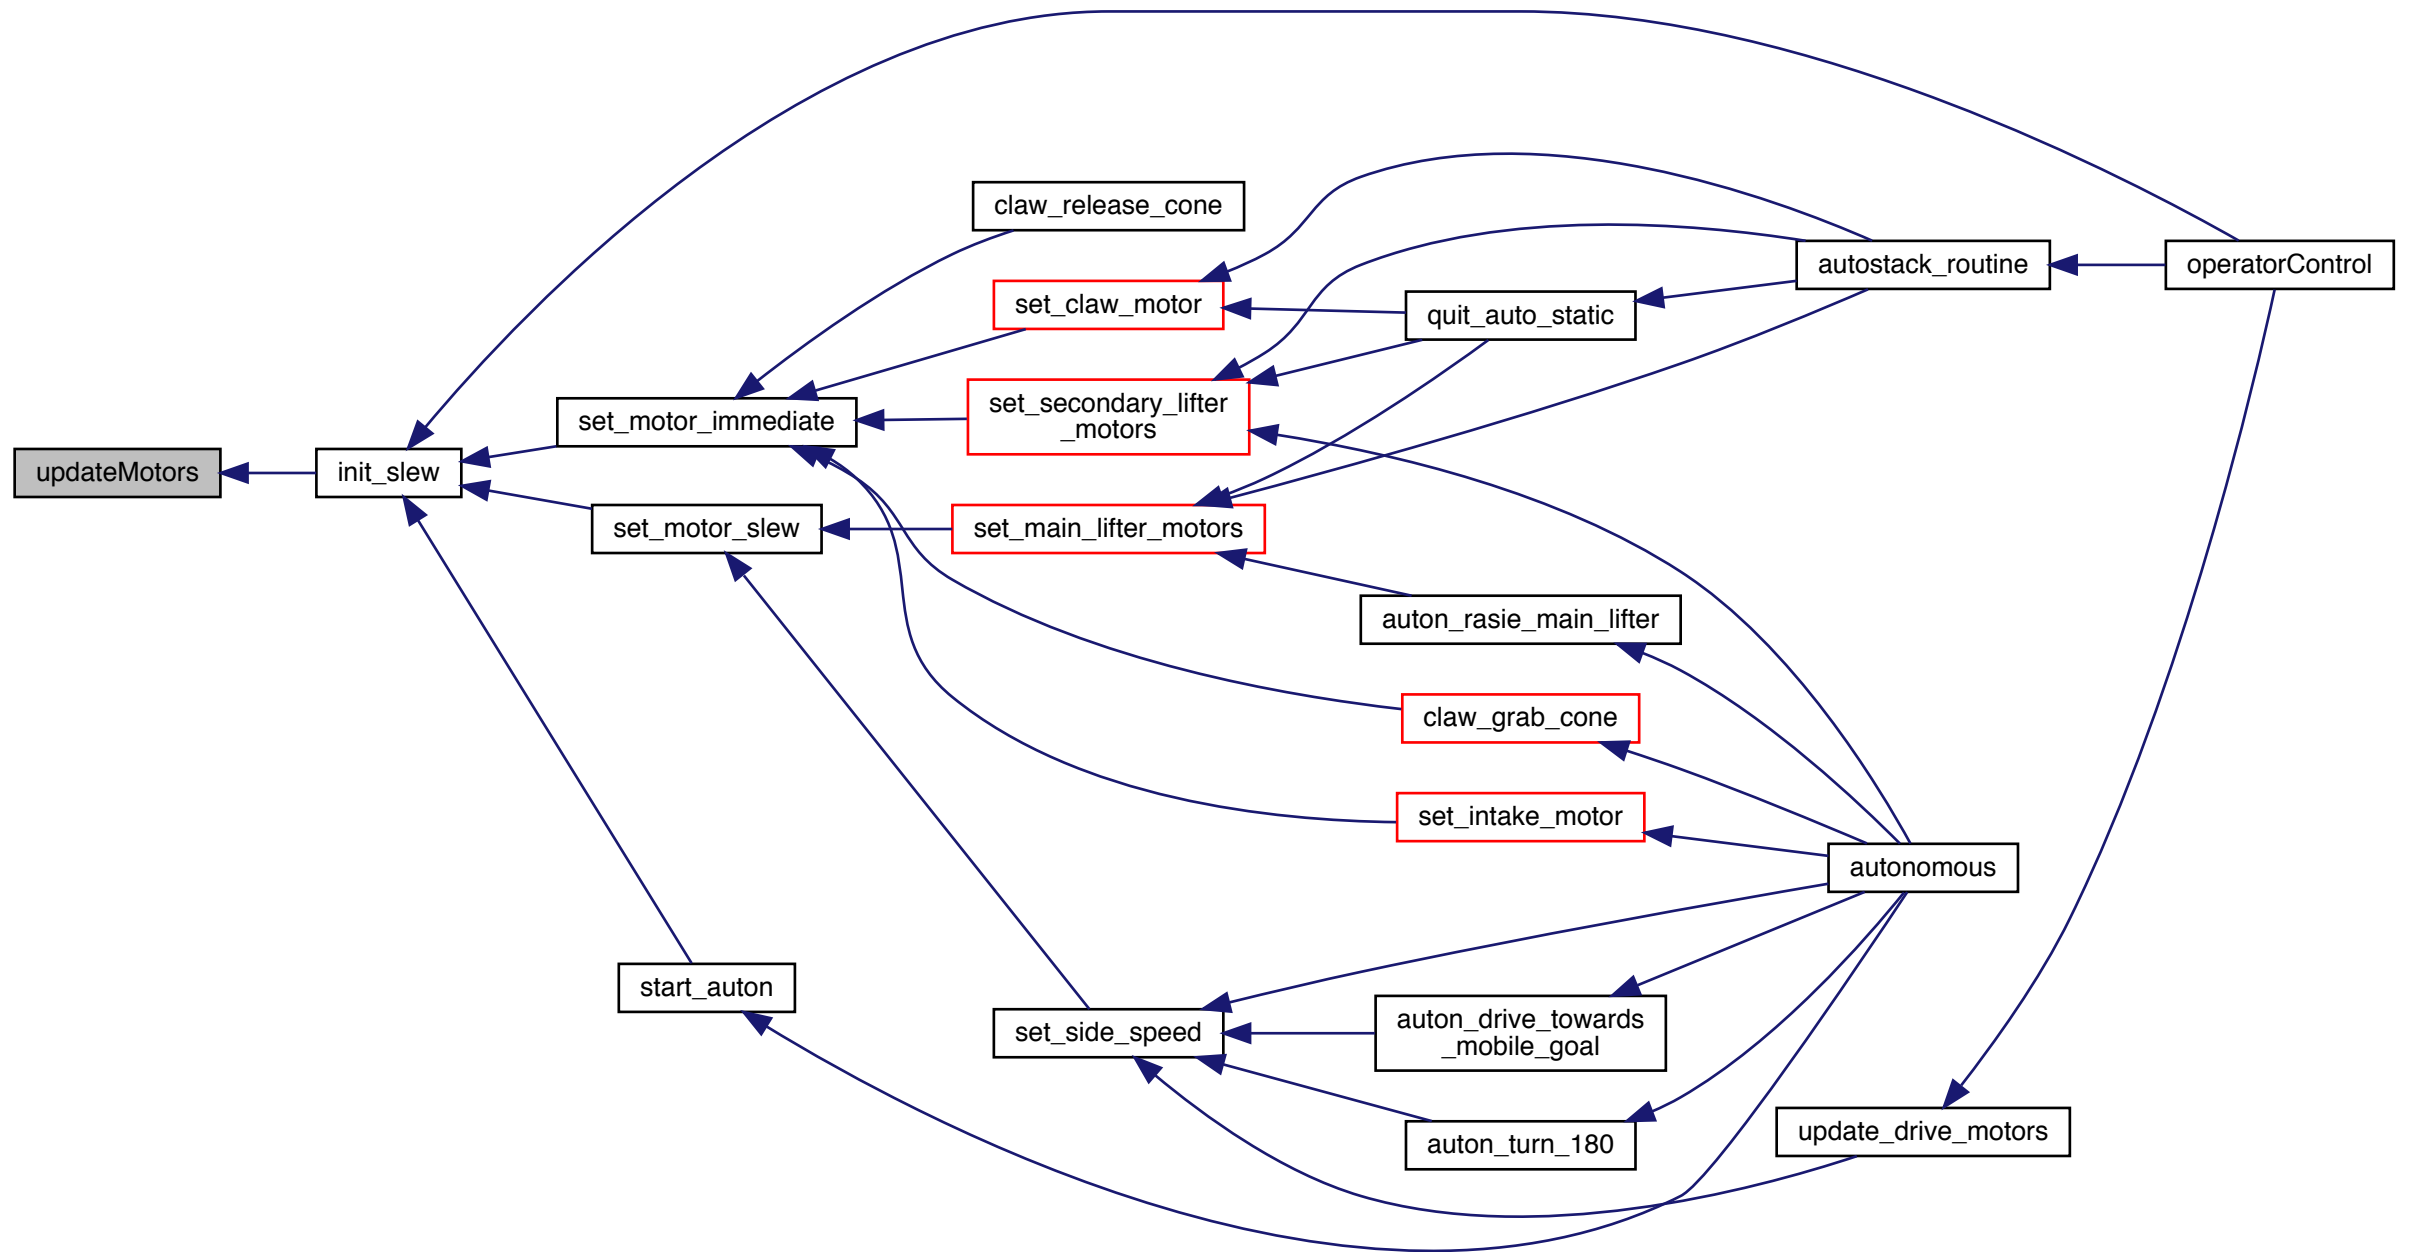 updateMotors
init_slew
set_motor_immediate
set_motor_slew
start_auton
claw_release_cone
set_claw_motor
set_secondary_lifter
_motors
set_main_lifter_motors
set_side_speed
quit_auto_static
auton_rasie_main_lifter
claw_grab_cone
set_intake_motor
auton_drive_towards
_mobile_goal
auton_turn_180
autostack_routine
autonomous
update_drive_motors
operatorControl